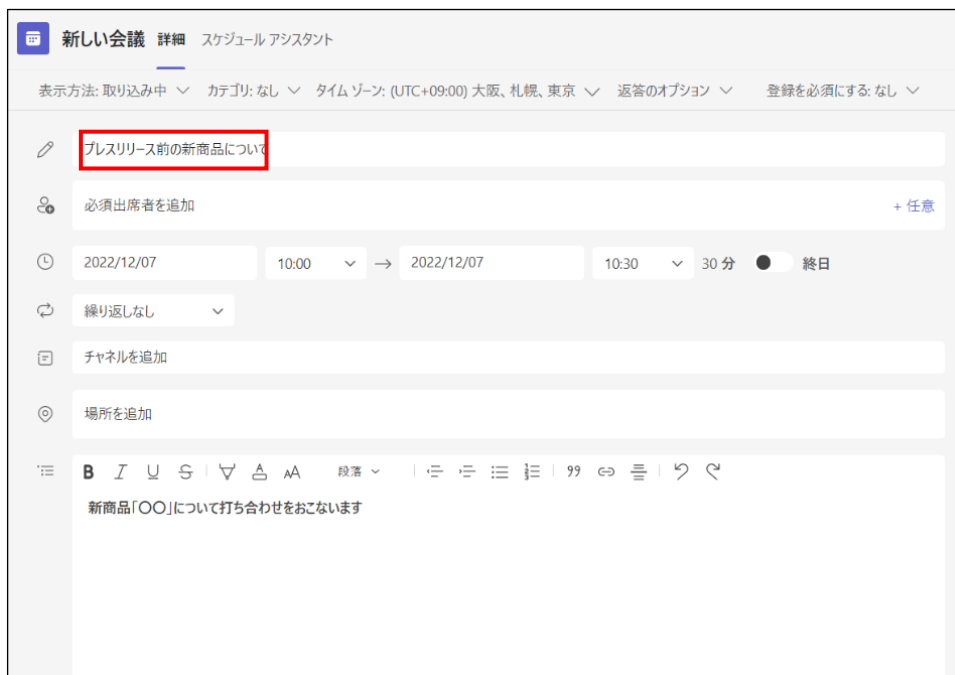 新しい会議 詳細 スケジュール アシスタント
表示方法: 取り込み中 カテゴリ: なし タイム ゾーン: (UTC+09:00) 大阪、札幌、東京 返答のオプション 登録を必須にする: なし
プレスリリース前の新商品について
必須出席者を追加 + 任意
2022/12/07 10:00 → 2022/12/07 10:30 30 分 終日
繰り返しなし
チャネルを追加
場所を追加
B I U S A AA 段落 99
新商品「〇〇」について打ち合わせをおこないます